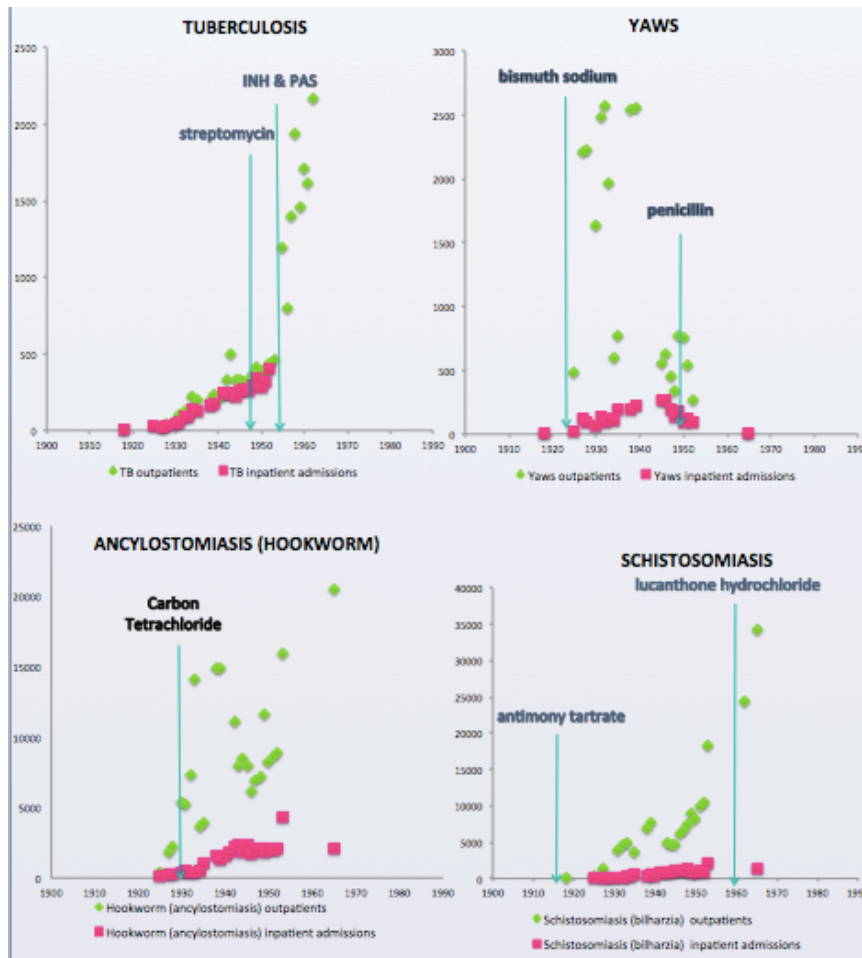 TUBERCULOSIS
2500
2000
1500
1000
500
0
INH & PAS
streptomycin
1900 1910 1920 1930 1940 1950 1960 1970 1980 1990
TB outpatients TB inpatient admissions
YAWS
3000
2500
2000
1500
1000
500
0
bismuth sodium
penicillin
1900 1910 1920 1930 1940 1950 1960 1970 1980 1990
Yaws outpatients Yaws inpatient admissions
ANCYLOSTOMIASIS (HOOKWORM)
25000
20000
15000
10000
5000
0
Carbon
Tetrachloride
1900 1910 1920 1930 1940 1950 1960 1970 1980 1990
Hookworm (ancylostomiasis) outpatients
Hookworm (ancylostomiasis) inpatient admissions
SCHISTOSOMIASIS
40000
35000
30000
25000
20000
15000
10000
5000
0
lucanthone hydrochloride
antimony tartrate
1900 1910 1920 1930 1940 1950 1960 1970 1980 1990
Schistosomiasis (bilharzia) outpatients
Schistosomiasis (bilharzia) inpatient admissions